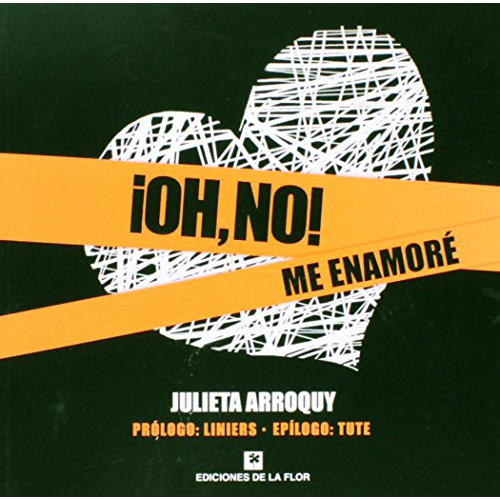 ¡OH, NO!
ME ENAMORÉ
JULIETA ARROQUY
PRÓLOGO: LINIERS · EPÍLOGO: TUTE
EDICIONES DE LA FLOR